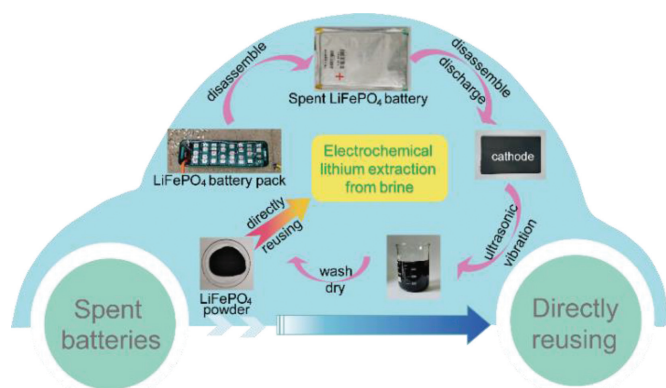 disassemble
Spent LiFePO₄ battery
disassemble
discharge
LiFePO₄ battery pack
Electrochemical
lithium extraction
from brine
cathode
directly
reusing
ultrasonic
vibration
wash
dry
LiFePO₄
powder
Spent
batteries
Directly
reusing